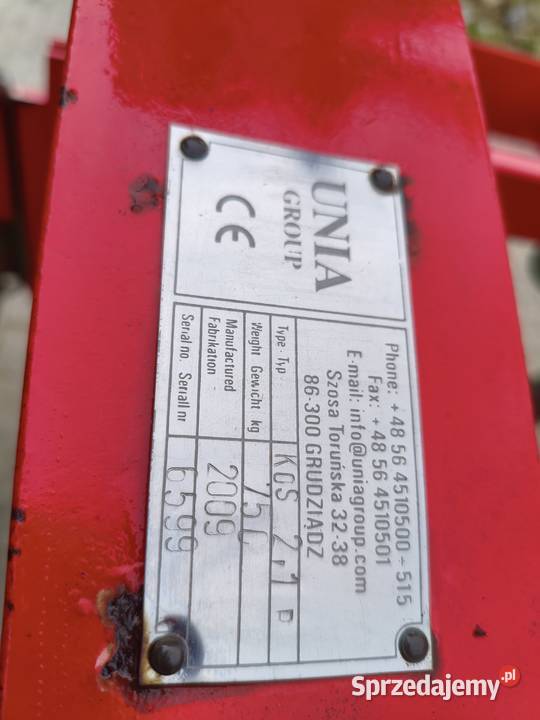 UNIA
GROUP
CE
Phone: +48 56 4510500 ÷ 515
Fax: +48 56 4510501
E-mail: info@uniagroup.com
Szosa Toruńska 32-38
86-300 GRUDZIĄDZ
Type - Typ KOS 2,1 P
Weight Gewicht kg
Manufactured
Fabrikation 2009
Serial no. Seriall nr 6599
Sprzedajemy.pl